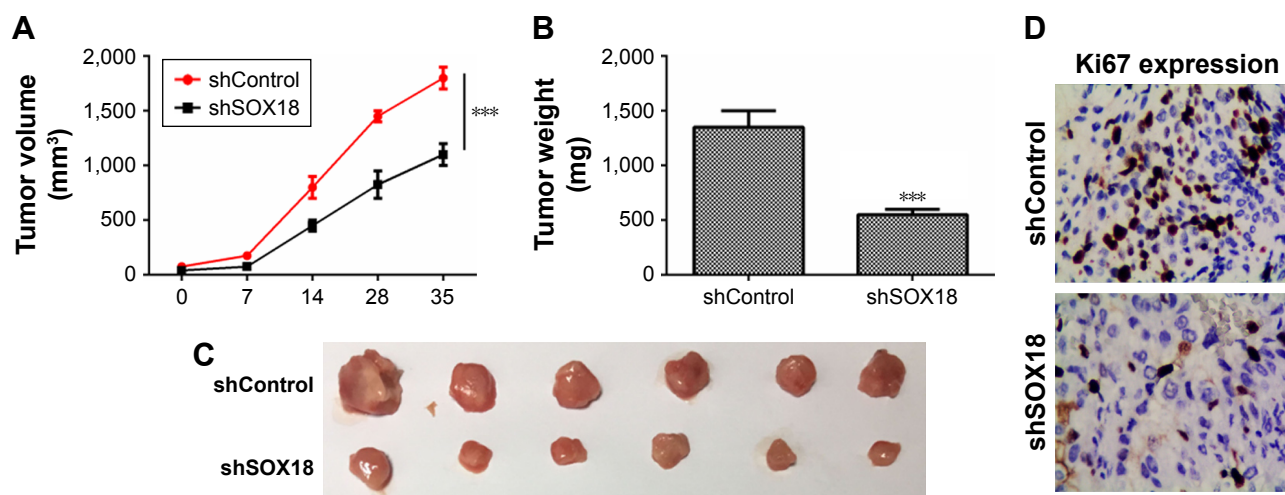 A
Tumor volume
(mm³)
2,000
1,500
1,000
500
0
shControl
shSOX18
***
0 7 14 28 35
B
Tumor weight
(mg)
2,000
1,500
1,000
500
0
***
shControl shSOX18
C
shControl
shSOX18
D
Ki67 expression
shControl
shSOX18